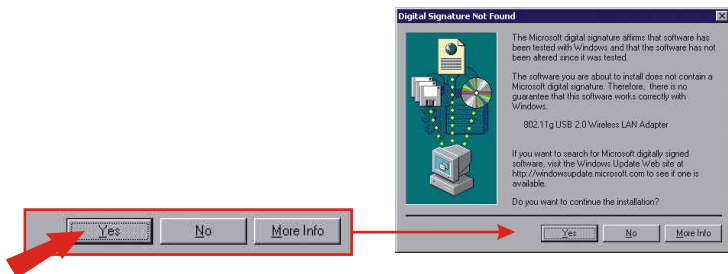 Digital Signature Not Found
The Microsoft digital signature affirms that software has
been tested with Windows and that the software has not
been altered since it was tested.
The software you are about to install does not contain a
Microsoft digital signature. Therefore, there is no
guarantee that this software works correctly with
Windows.
802.11g USB 2.0 Wireless LAN Adapter
If you want to search for Microsoft digitally signed
software, visit the Windows Update Web site at
http://windowsupdate.microsoft.com to see if one is
available.
Do you want to continue the installation?
Yes No More Info
Yes No More Info